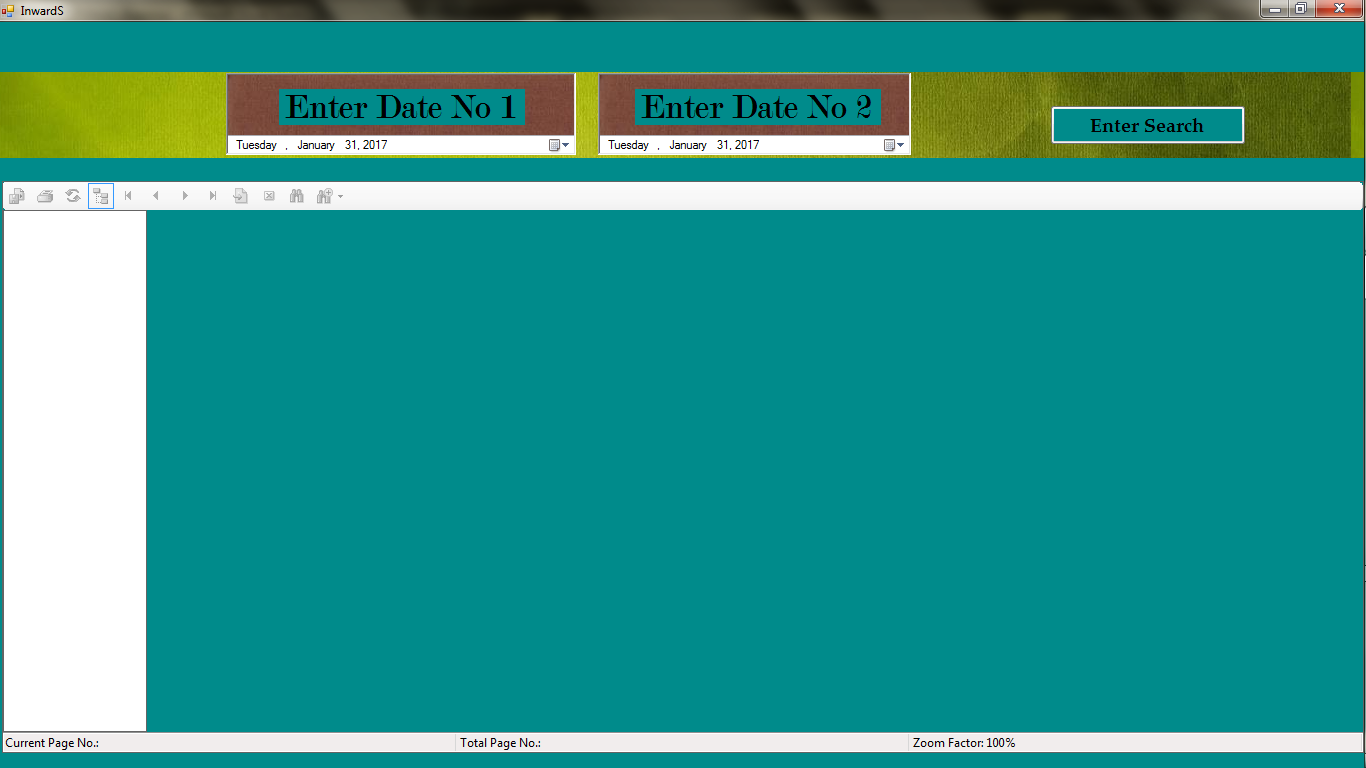 InwardS
Enter Date No 1
Enter Date No 2
Tuesday , January 31, 2017
Tuesday , January 31, 2017
Enter Search
Current Page No.:
Total Page No.:
Zoom Factor: 100%